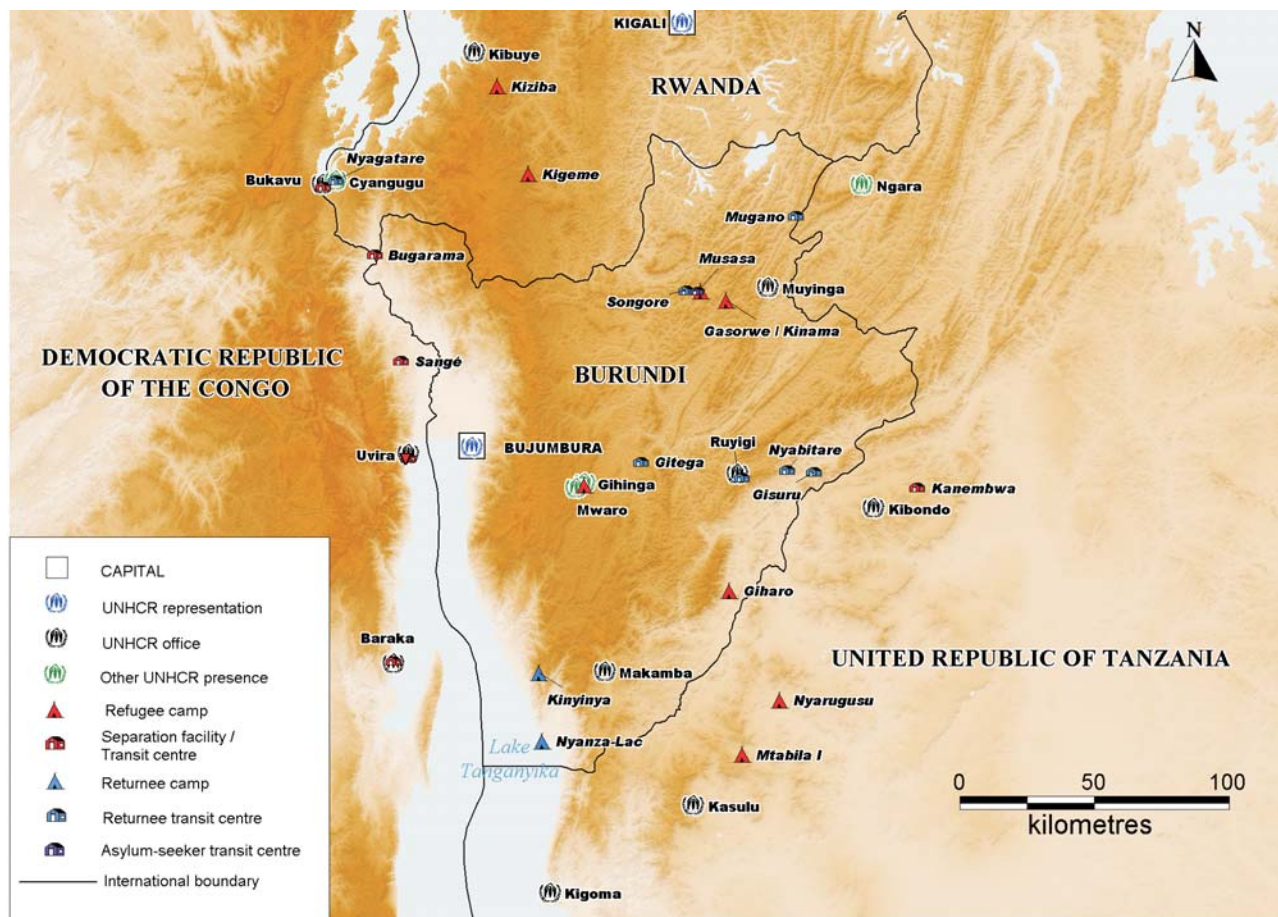 KIGALI
N
Kibuye
Kiziba
RWANDA
Nyagatare
Bukavu
Cyangugu
Kigeme
Ngara
Mugano
Bugarama
Musasa
Songore
Muyinga
Gasorwe / Kinama
DEMOCRATIC REPUBLIC
OF THE CONGO
Sangé
BURUNDI
Uvira
BUJUMBURA
Gitega
Ruyigi
Nyabitare
Gihinga
Mwaro
Gisuru
Kanembwa
Kibondo
Giharo
Baraka
Makamba
UNITED REPUBLIC OF TANZANIA
Kinyinya
Nyarugusu
Nyanza-Lac
Lake
Tanganyika
Mtabila I
Kasulu
Kigoma
0 50 100
kilometres
CAPITAL
UNHCR representation
UNHCR office
Other UNHCR presence
Refugee camp
Separation facility /
Transit centre
Returnee camp
Returnee transit centre
Asylum-seeker transit centre
International boundary